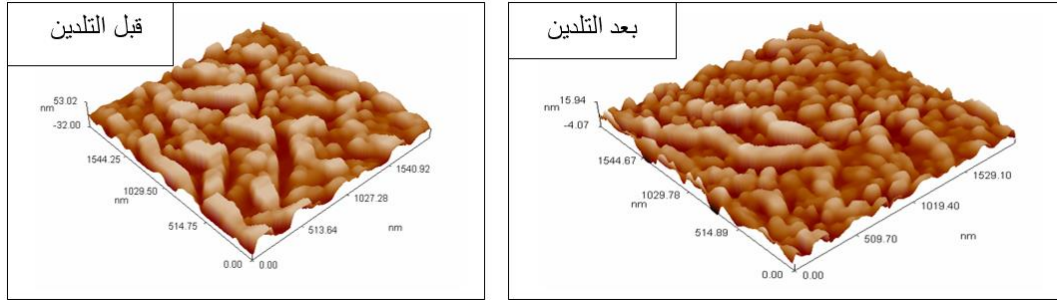 قبل التلدين
nm 53.02
-32.00
1544.25
1029.50
nm
514.75
0.00
0.00
513.64
nm
1027.28
1540.92
بعد التلدين
nm 15.94
-4.07
1544.67
1029.78
nm
514.89
0.00
0.00
509.70
nm
1019.40
1529.10